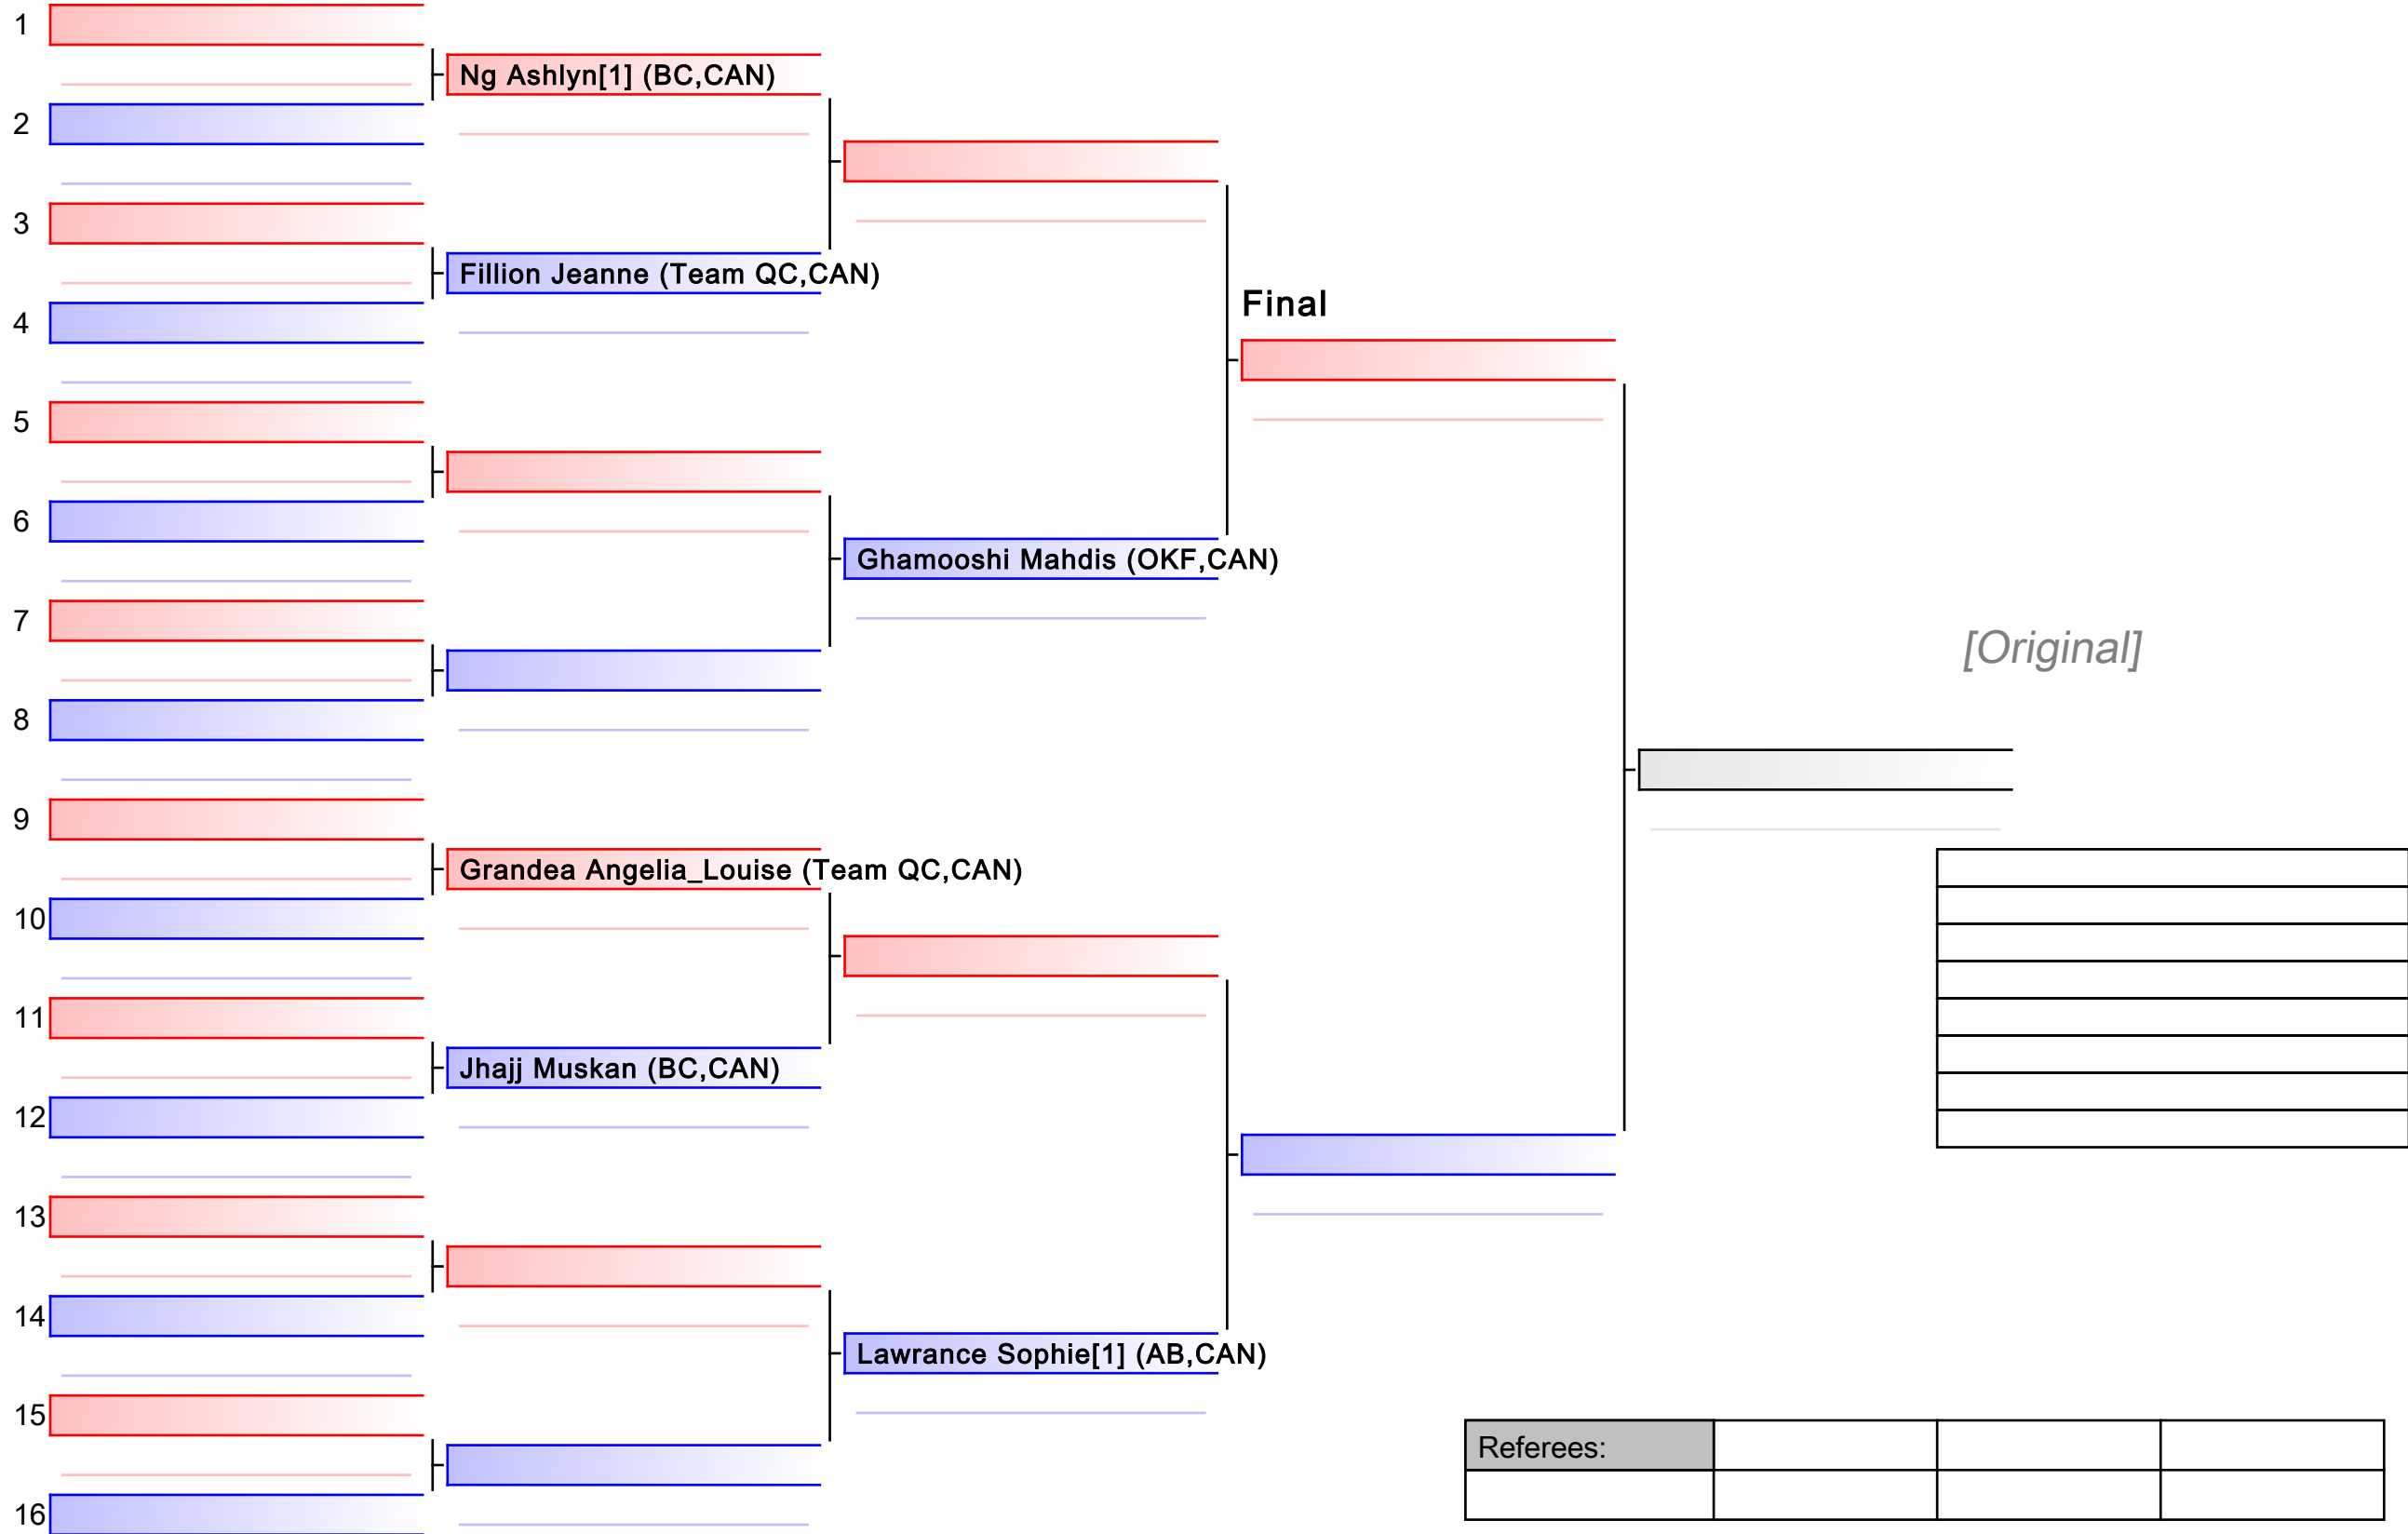 1
Ng Ashlyn[1] (BC,CAN)
2
3
Fillion Jeanne (Team QC,CAN)
Final
4
5
6
Ghamooshi Mahdis (OKF,CAN)
7
[Original]
8
9
Grandea Angelia_Louise (Team QC,CAN)
10
11
Jhajj Muskan (BC,CAN)
12
13
14
Lawrance Sophie[1] (AB,CAN)
15
Referees:
16